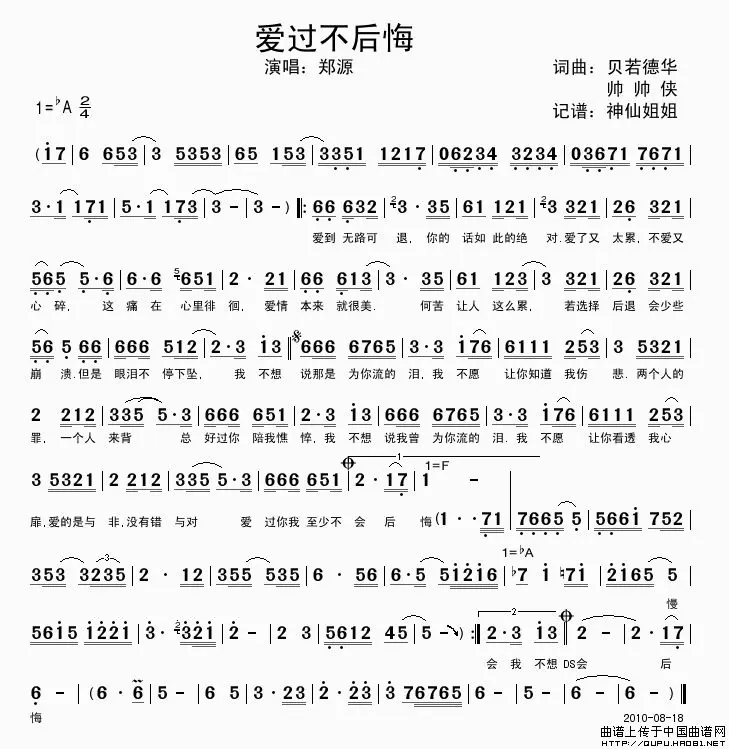 爱过不后悔
演唱：郑源
词曲：贝若德华
帅帅侠
1=♭A 2/4
记谱：神仙姐姐
(i7 | 6 653 | 3 5353 | 65 153 | 3351 1217 | 06234 3234 | 03671 7671 |
3·1 171 | 5·1 173 | 3 - | 3 - ) |: 66 632 | 3·35 | 61 121 | 3 321 | 26 321 |
爱到 无路可 退，你的 话如 此的绝 对.爱了又 太累，不爱又
565 5·6 | 6·6 651 | 2·21 | 66 613 | 3·35 | 61 123 | 3 321 | 26 321 |
心碎，这痛在 心里徘 徊，爱情 本来 就很美. 何苦 让人 这么累， 若选择 后退 会少些
56 5 66 | 666 512 | 2·3 i3 || 666 6765 | 3·i76 | 6111 253 | 3 5321 |
崩溃.但是 眼泪不 停下坠， 我 不想 说那是 为你流的 泪，我 不愿 让你知道 我伤 悲.两个人的
2 212 | 335 5·3 | 666 651 | 3·3 i3 | 666 6765 | 3·3 i76 | 6111 253 |
罪，一个人 来背 总 好过你 陪我憔 悴，我 不想 说我曾 为你流的 泪.我 不愿 让你看透 我心
3 5321 | 2 212 | 335 5·3 | 666 651 | 2·17 | 1 -
1
1=F
扉，爱的是与 非，没有错 与对 爱 过你我 至少不 会 后 悔
(1··71 | 7665 5 | 5661 752 |
1=♭A
353 3235 | 2·12 | 355 535 | 6·56 | 6·5 51216 | ♭7 i ♮7i | 2165 5 |
慢
5615 1221 | 3·321 | 2 - | 2·3 | 5612 45 | 5 - ) :| 2·3 i3 || 2 - | 2·17 |
2
会 我 不想 DS会 后
6 - | (6·6 | 5·5 | 323 123 | 2·23 | 3 76765 | 6 - | 6 - ) ||
悔
2010-08-18
曲谱上传于中国曲谱网
HTTP://QUPU.HAO81.NET